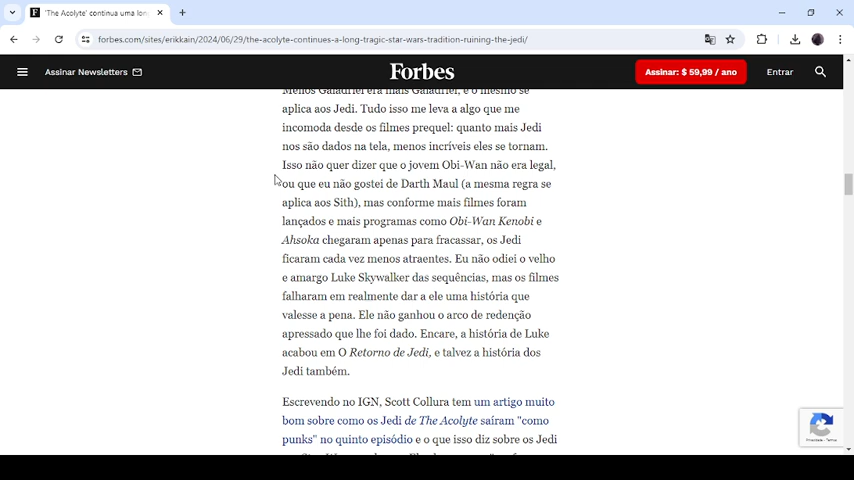 'The Acolyte' continua uma long
forbes.com/sites/erikkain/2024/06/29/the-acolyte-continues-a-long-tragic-star-wars-tradition-ruining-the-jedi/
Assinar Newsletters
Forbes
Assinar: $ 59,99 / ano
Entrar
Menos Galadriel era mais Galadriel, e o mesmo se
aplica aos Jedi. Tudo isso me leva a algo que me
incomoda desde os filmes prequel: quanto mais Jedi
nos são dados na tela, menos incríveis eles se tornam.
Isso não quer dizer que o jovem Obi-Wan não era legal,
ou que eu não gostei de Darth Maul (a mesma regra se
aplica aos Sith), mas conforme mais filmes foram
lançados e mais programas como Obi-Wan Kenobi e
Ahsoka chegaram apenas para fracassar, os Jedi
ficaram cada vez menos atraentes. Eu não odiei o velho
e amargo Luke Skywalker das sequências, mas os filmes
falharam em realmente dar a ele uma história que
valesse a pena. Ele não ganhou o arco de redenção
apressado que lhe foi dado. Encare, a história de Luke
acabou em O Retorno de Jedi, e talvez a história dos
Jedi também.
Escrevendo no IGN, Scott Collura tem um artigo muito
bom sobre como os Jedi de The Acolyte saíram "como
punks" no quinto episódio e o que isso diz sobre os Jedi